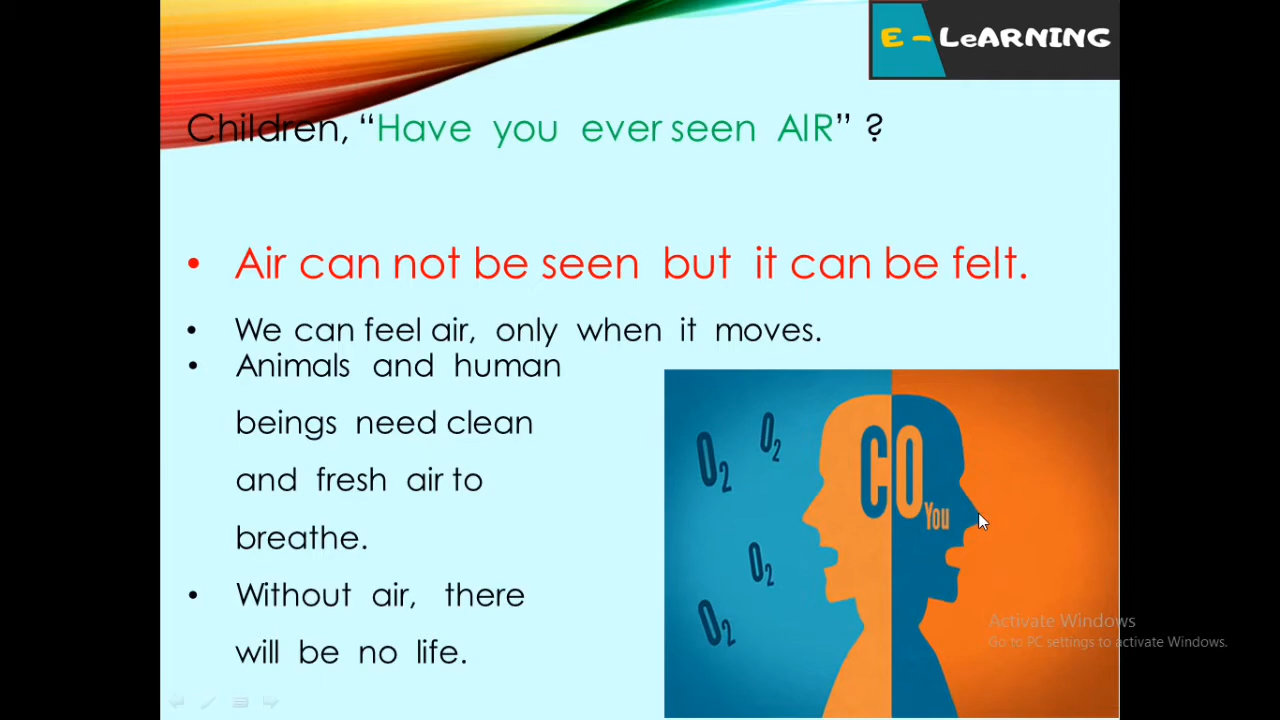 E - LeARNING
Children, “Have you ever seen AIR” ?
• Air can not be seen but it can be felt.
• We can feel air, only when it moves.
• Animals and human
beings need clean
and fresh air to
breathe.
• Without air, there
will be no life.
O2
O2
O2
O2
CO
You
Activate Windows
Go to PC settings to activate Windows.